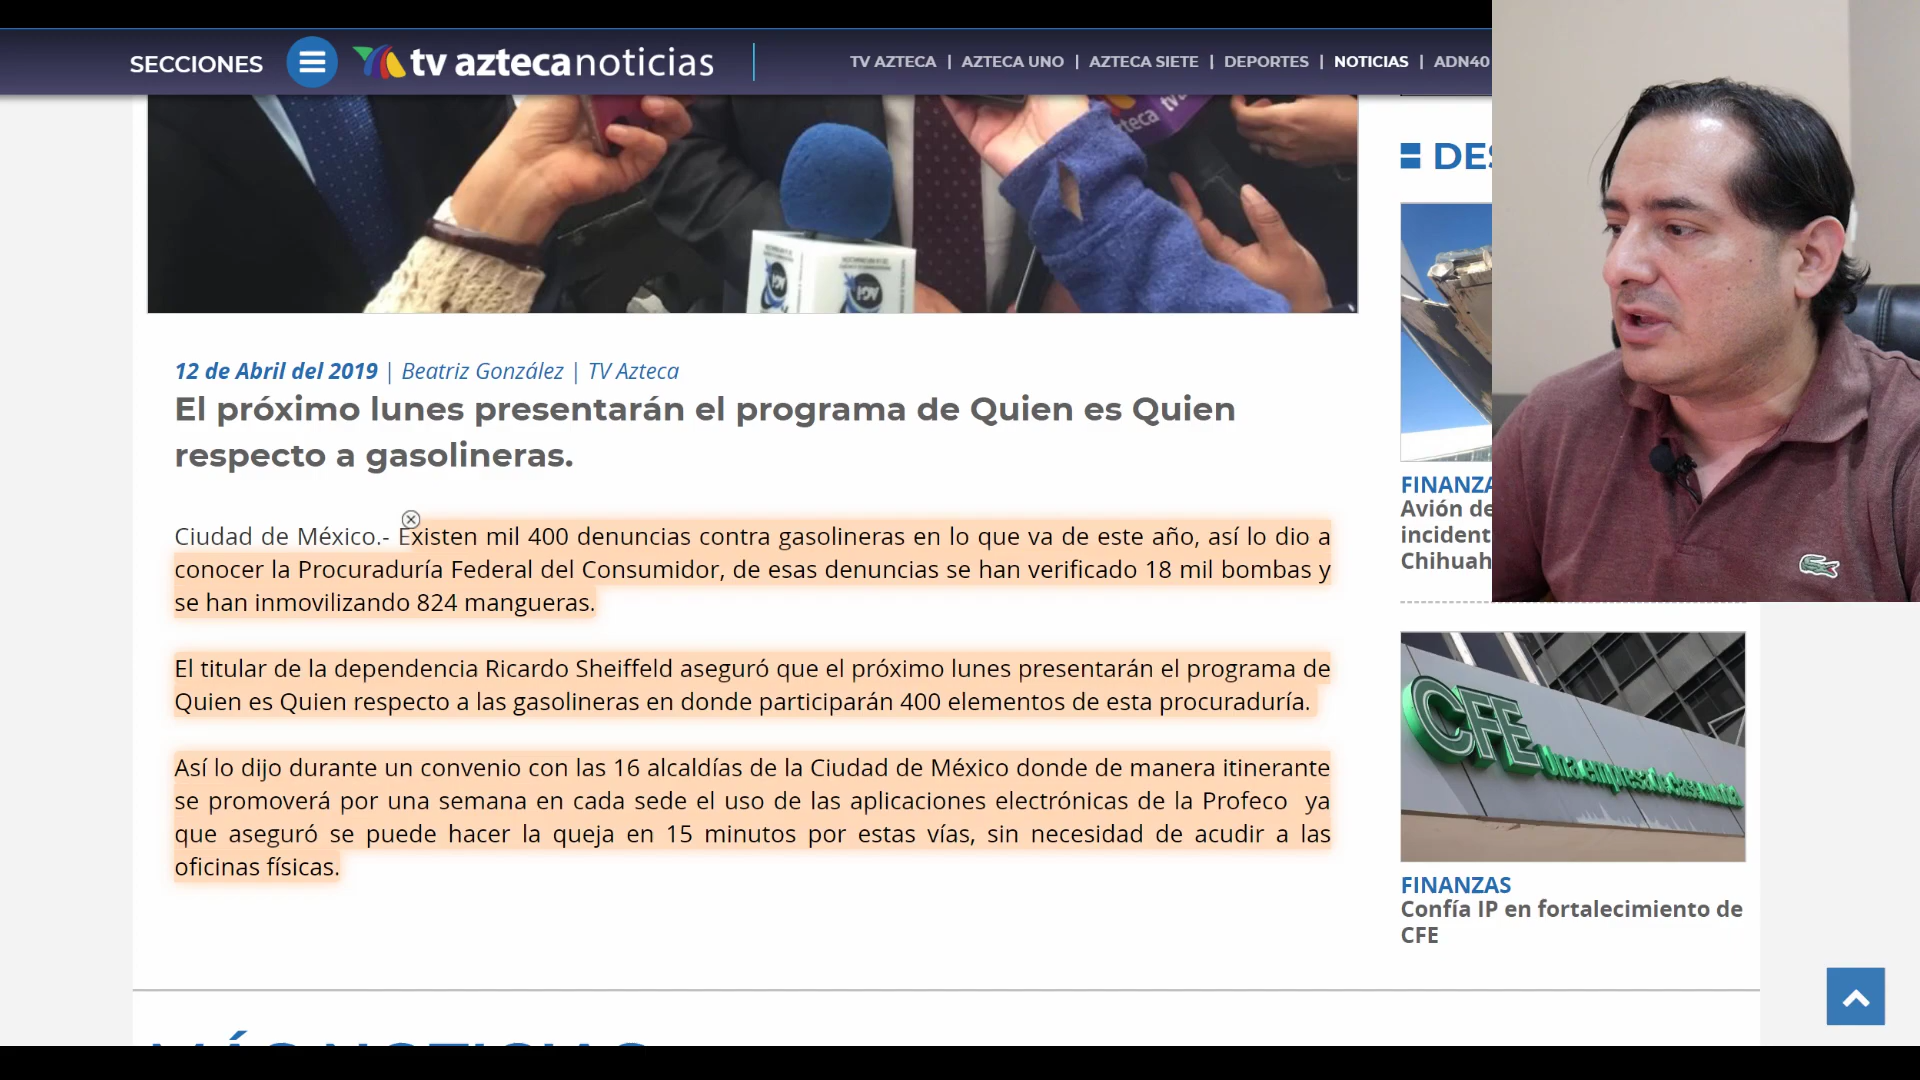 SECCIONES
tv aztecanoticias
TV AZTECA | AZTECA UNO | AZTECA SIETE | DEPORTES | NOTICIAS | ADN40
12 de Abril del 2019 | Beatriz González | TV Azteca
El próximo lunes presentarán el programa de Quien es Quien
respecto a gasolineras.
Ciudad de México.- Existen mil 400 denuncias contra gasolineras en lo que va de este año, así lo dio a
conocer la Procuraduría Federal del Consumidor, de esas denuncias se han verificado 18 mil bombas y
se han inmovilizando 824 mangueras.
El titular de la dependencia Ricardo Sheiffeld aseguró que el próximo lunes presentarán el programa de
Quien es Quien respecto a las gasolineras en donde participarán 400 elementos de esta procuraduría.
Así lo dijo durante un convenio con las 16 alcaldías de la Ciudad de México donde de manera itinerante
se promoverá por una semana en cada sede el uso de las aplicaciones electrónicas de la Profeco ya
que aseguró se puede hacer la queja en 15 minutos por estas vías, sin necesidad de acudir a las
oficinas físicas.
DES
FINANZA
Avión de
incident
Chihuah
CFE
FINANZAS
Confía IP en fortalecimiento de
CFE